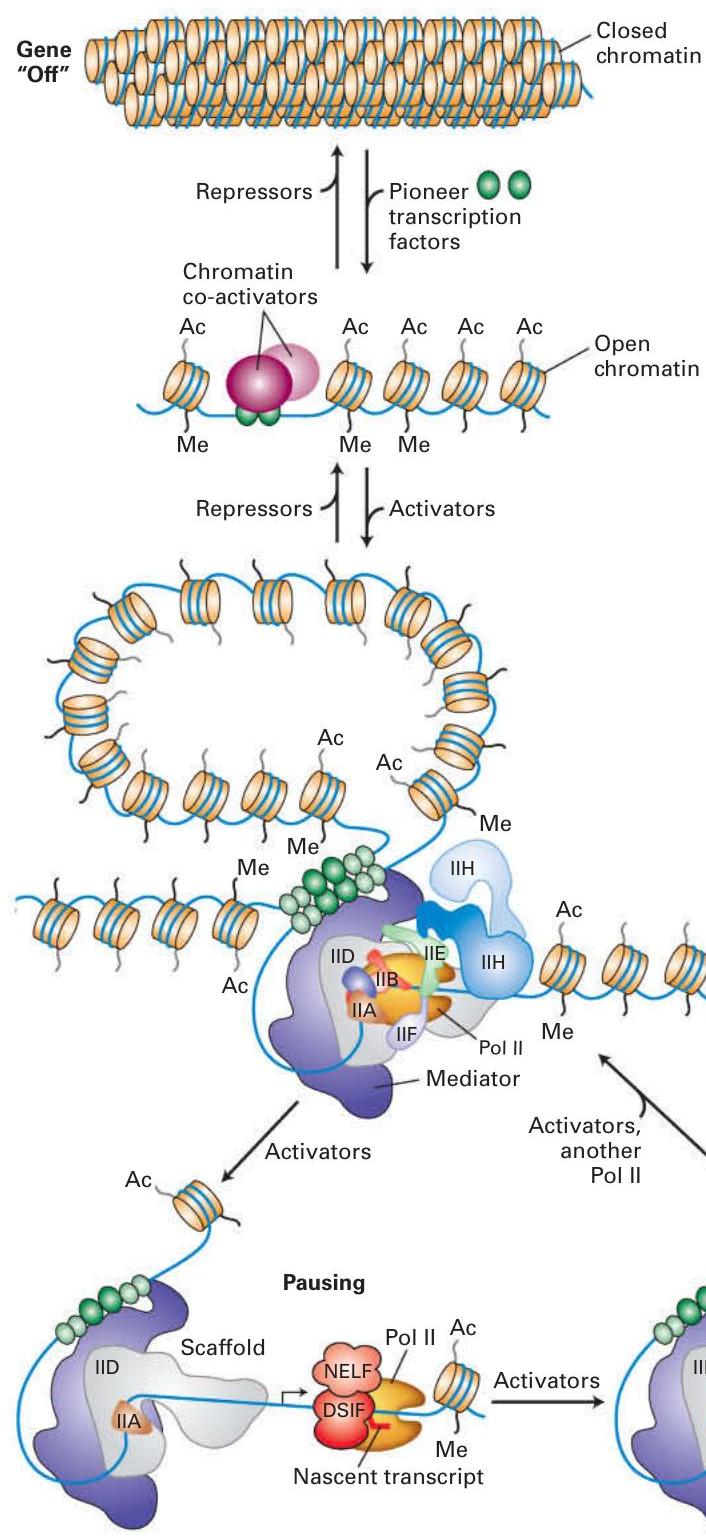 Gene
“Off”
Closed
chromatin
Repressors
Pioneer
transcription
factors
Chromatin
co-activators
Ac
Ac
Ac
Ac
Ac
Open
chromatin
Me
Me
Me
Repressors
Activators
Ac
Ac
Me
Me
Me
IIH
Ac
IID
IIE
IIB
IIH
Ac
IIA
IIF
Me
Pol II
Mediator
Activators,
another
Pol II
Activators
Ac
Pausing
Scaffold
Pol II
Ac
IID
NELF
Activators
IIA
DSIF
Me
Nascent transcript